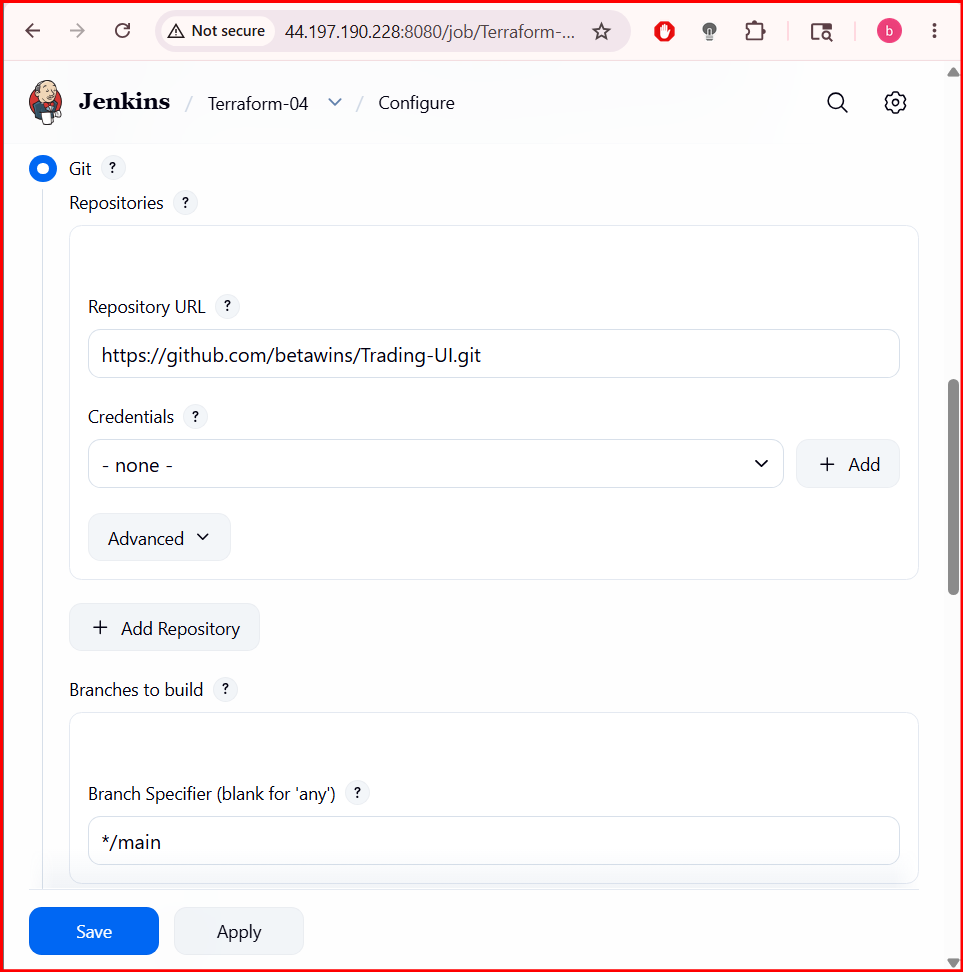 Not secure 44.197.190.228:8080/job/Terraform-... b
Jenkins / Terraform-04 / Configure
Git ?
Repositories ?
Repository URL ?
https://github.com/betawins/Trading-UI.git
Credentials ?
- none -
+ Add
Advanced
+ Add Repository
Branches to build ?
Branch Specifier (blank for 'any') ?
*/main
Save Apply